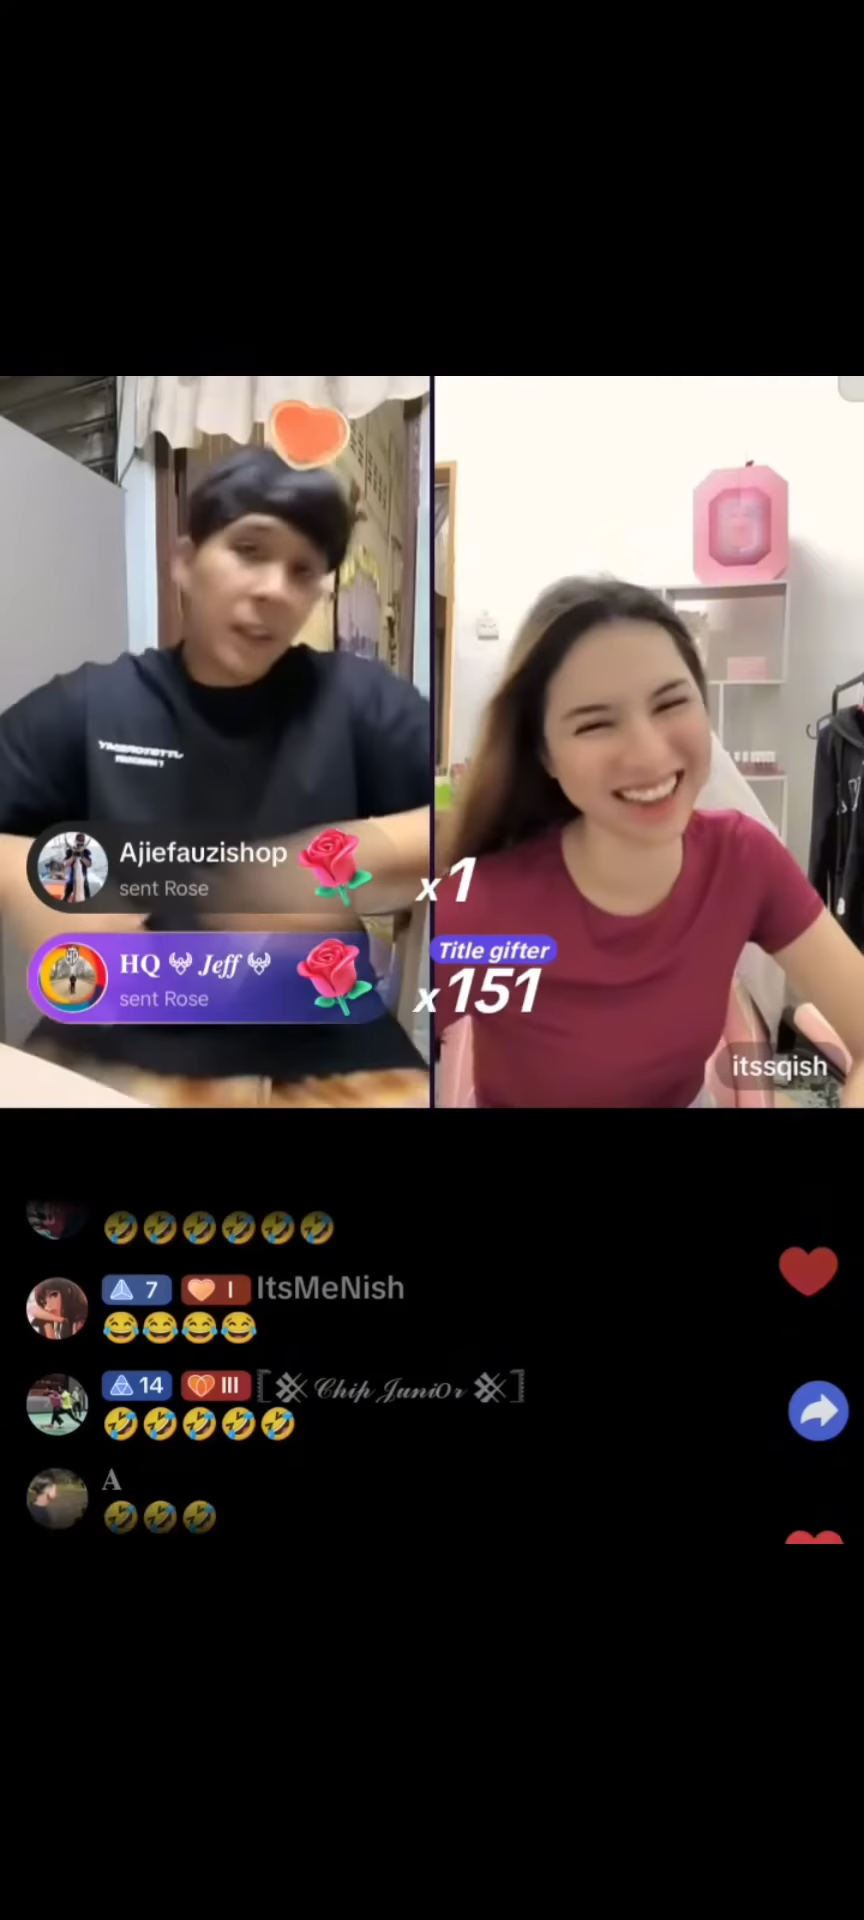 Ajiefauzishop
sent Rose
x1
HQ Jeff
sent Rose
Title gifter
x151
itssqish
🤣🤣🤣🤣🤣🤣
7 I ItsMeNish
😂😂😂😂
14 III [※ 𝒞𝒽𝒾𝓅 𝒥𝓊𝓃𝒾𝑜𝓇 ※]
🤣🤣🤣🤣🤣
A
🤣🤣🤣